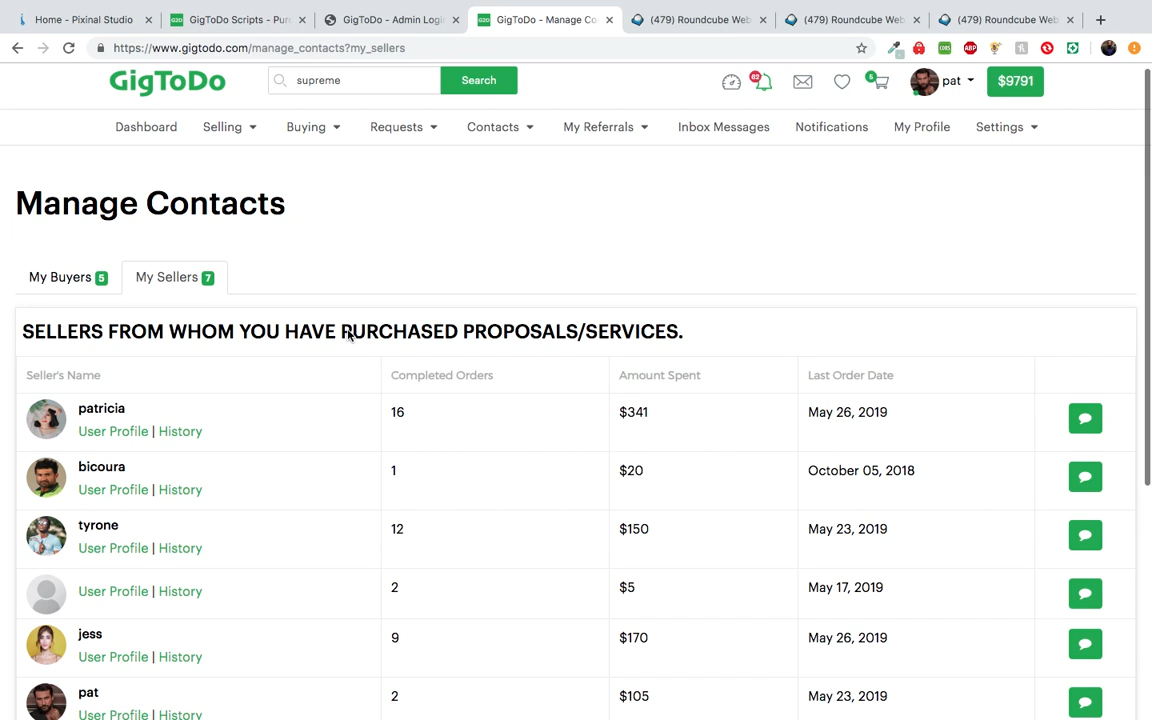 Home - Pixinal Studio
GigToDo Scripts - Pur
GigToDo - Admin Login
GigToDo - Manage Co
(479) Roundcube Web
(479) Roundcube Web
(479) Roundcube Web
https://www.gigtodo.com/manage_contacts?my_sellers
GigToDo
supreme
Search
62
5
pat
$9791
Dashboard
Selling
Buying
Requests
Contacts
My Referrals
Inbox Messages
Notifications
My Profile
Settings
Manage Contacts
My Buyers 5
My Sellers 7
SELLERS FROM WHOM YOU HAVE PURCHASED PROPOSALS/SERVICES.
Seller's Name Completed Orders Amount Spent Last Order Date
patricia 16 $341 May 26, 2019
User Profile | History
bicoura 1 $20 October 05, 2018
User Profile | History
tyrone 12 $150 May 23, 2019
User Profile | History
User Profile | History 2 $5 May 17, 2019
jess 9 $170 May 26, 2019
User Profile | History
pat 2 $105 May 23, 2019
User Profile | History